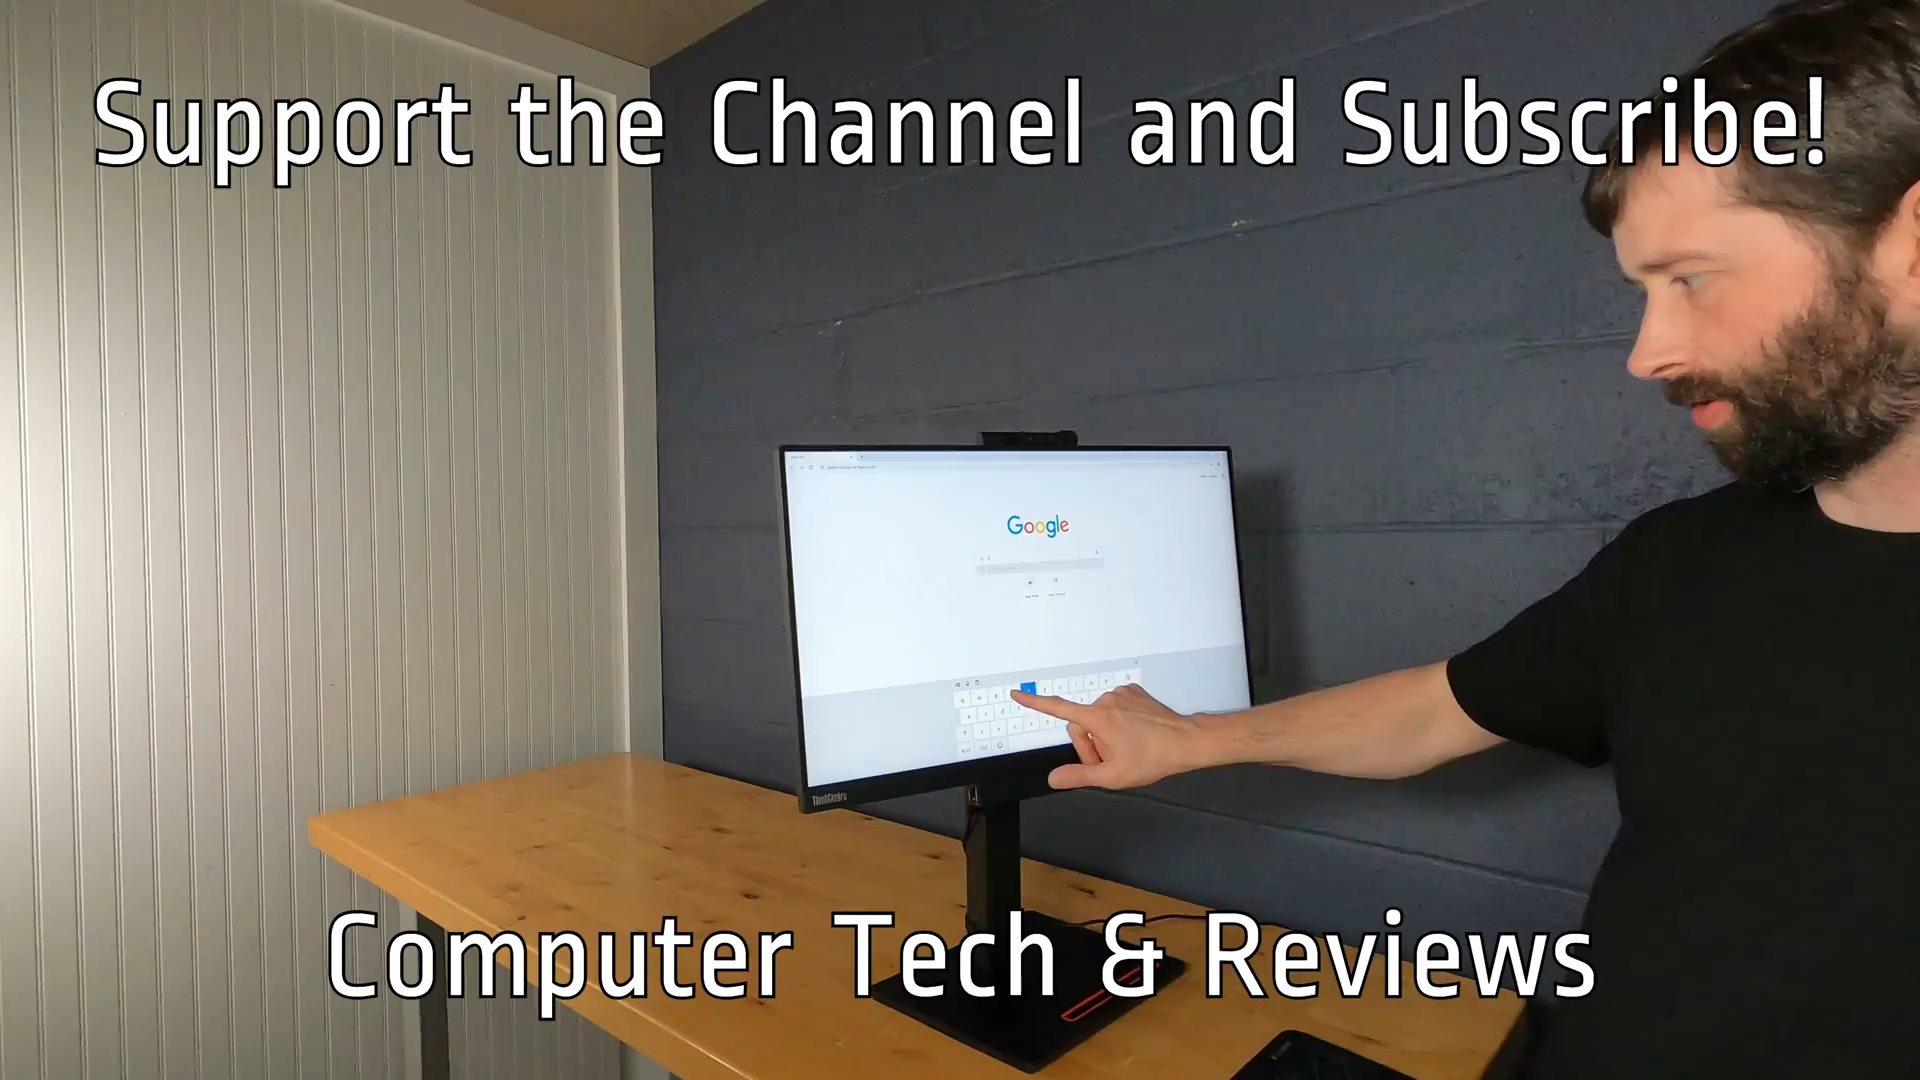 Support the Channel and Subscribe!
Google
ThinkCentre
Computer Tech & Reviews